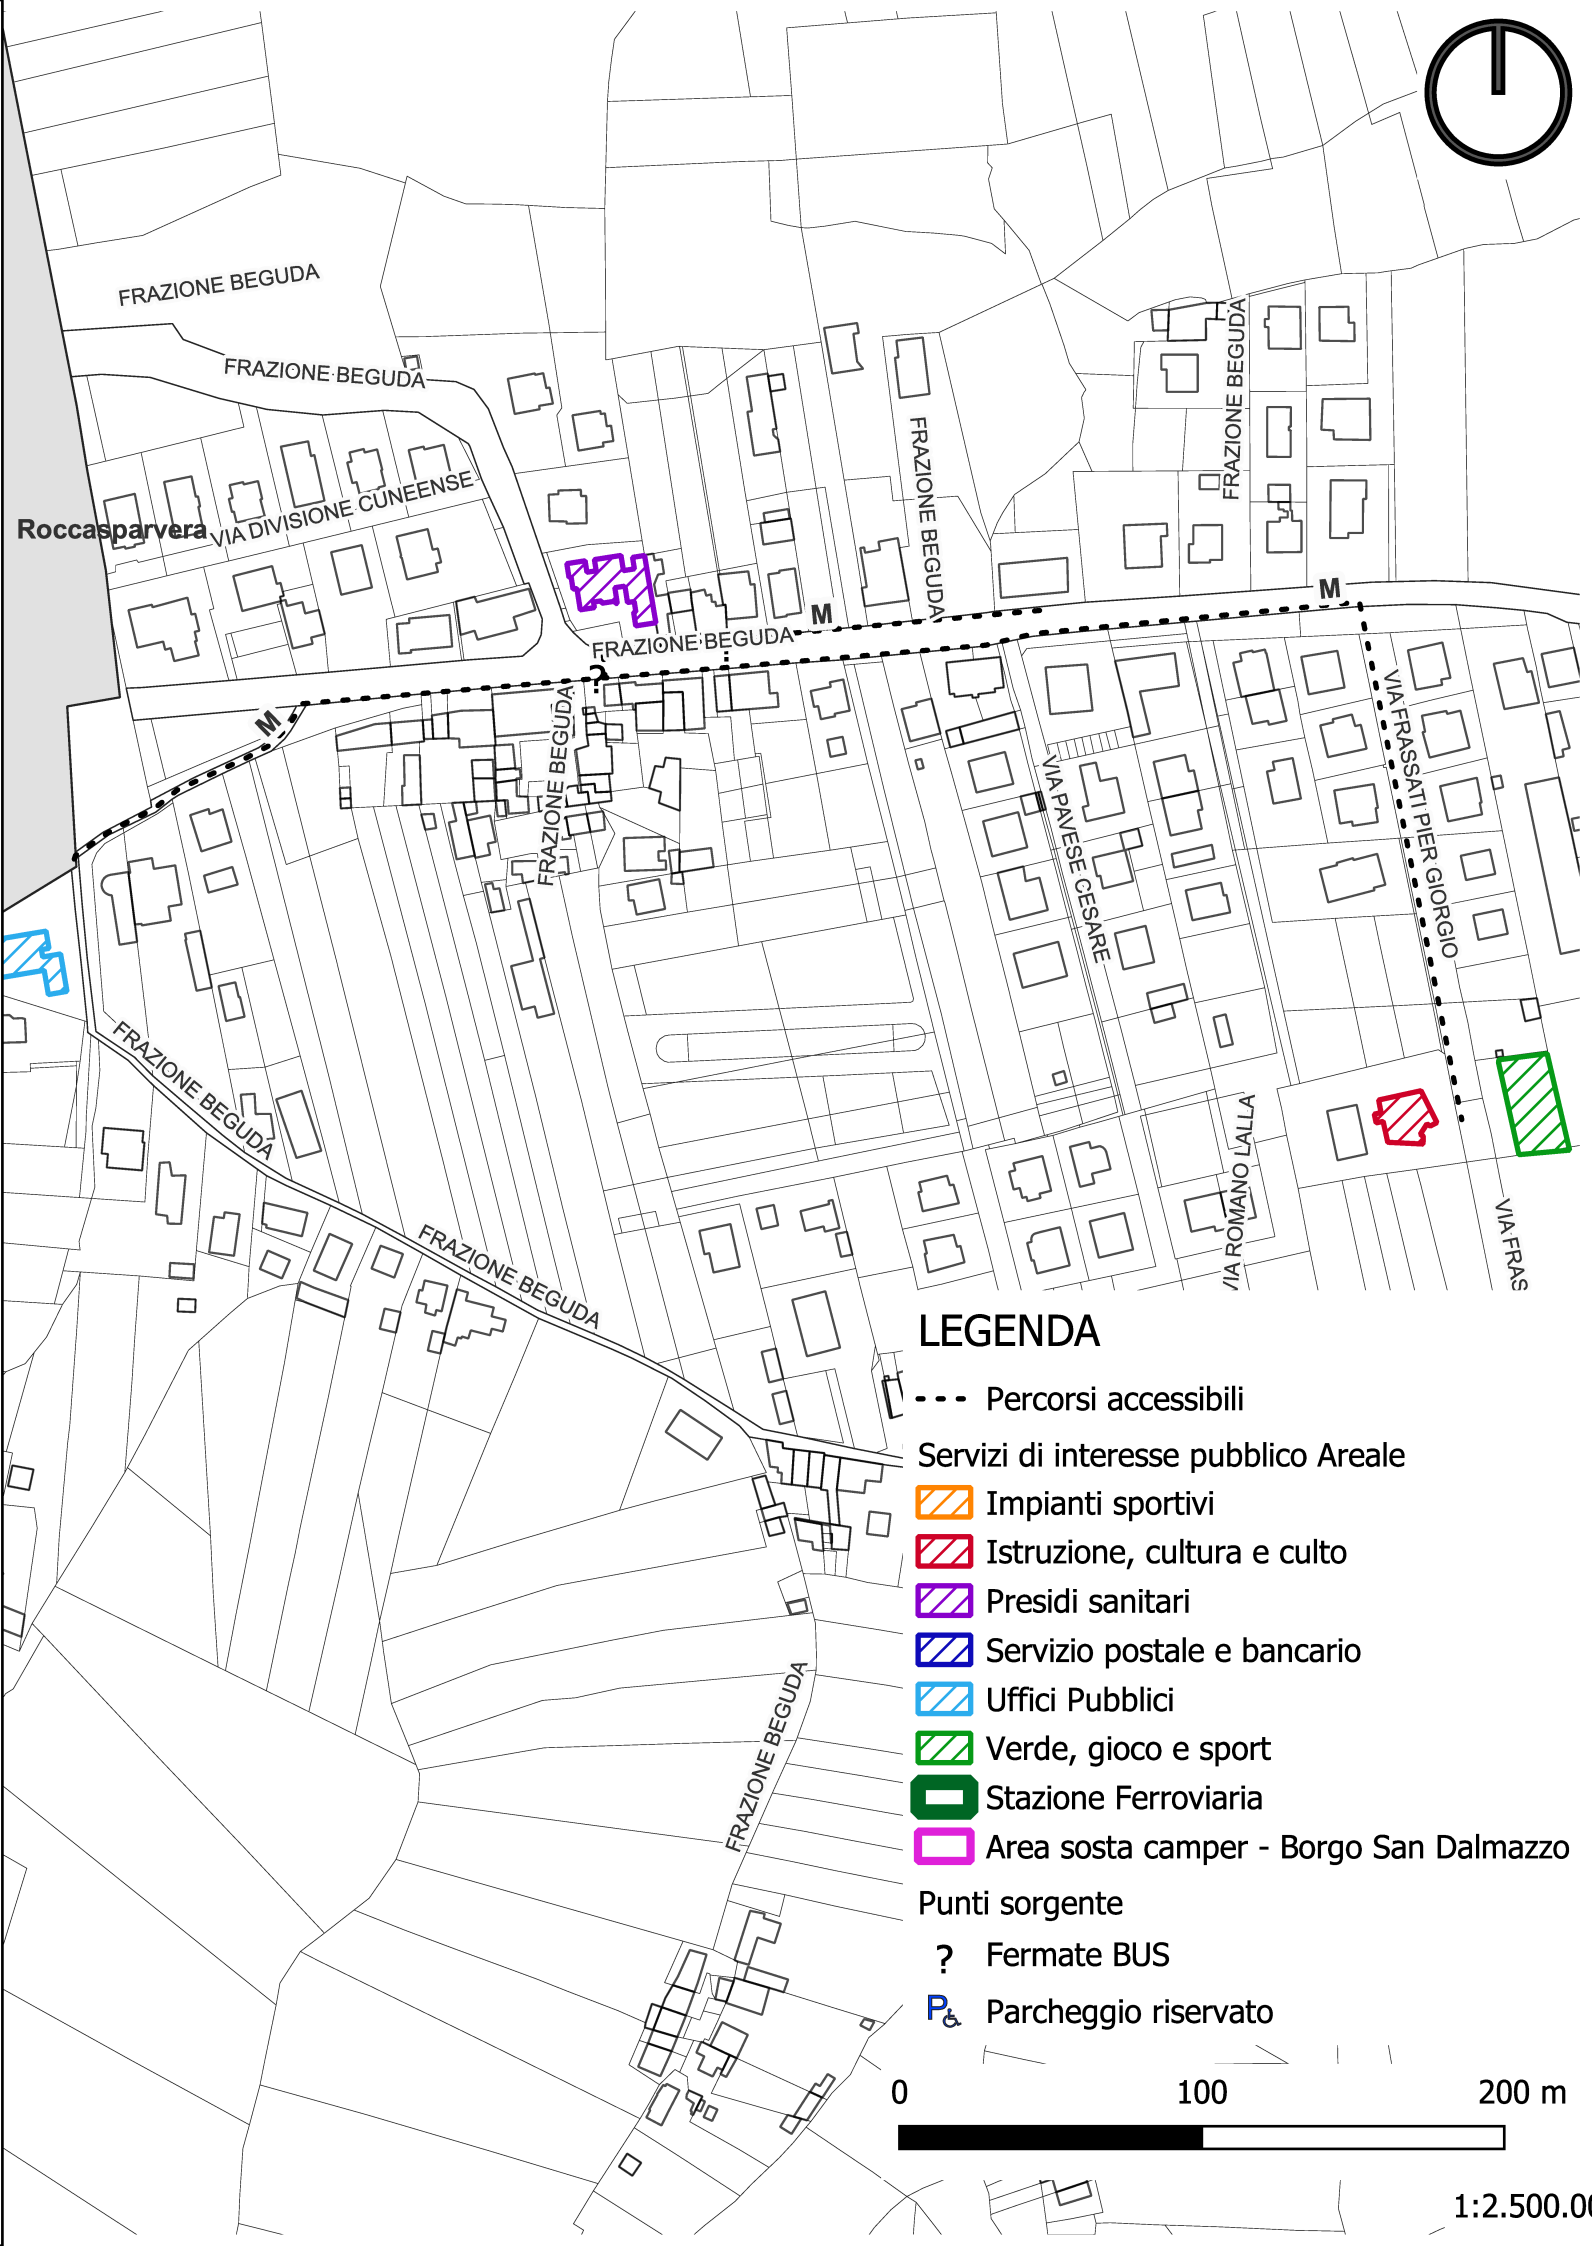 FRAZIONE BEGUDA
FRAZIONE BEGUDA
FRAZIONE BEGUDA
FRAZIONE BEGUDA
VIA DIVISIONE CUNEENSE
Roccasparvera
M
M
FRAZIONE BEGUDA
?
M
FRAZIONE BEGUDA
VIA PAVESE CESARE
VIA FRASSATI PIER GIORGIO
FRAZIONE BEGUDA
FRAZIONE BEGUDA
VIA ROMANO LALLA
VIA FRAS
LEGENDA
Percorsi accessibili
Servizi di interesse pubblico Areale
Impianti sportivi
Istruzione, cultura e culto
Presidi sanitari
Servizio postale e bancario
Uffici Pubblici
Verde, gioco e sport
Stazione Ferroviaria
Area sosta camper - Borgo San Dalmazzo
FRAZIONE BEGUDA
Punti sorgente
? Fermate BUS
P Parcheggio riservato
0 100 200 m
1:2.500.00